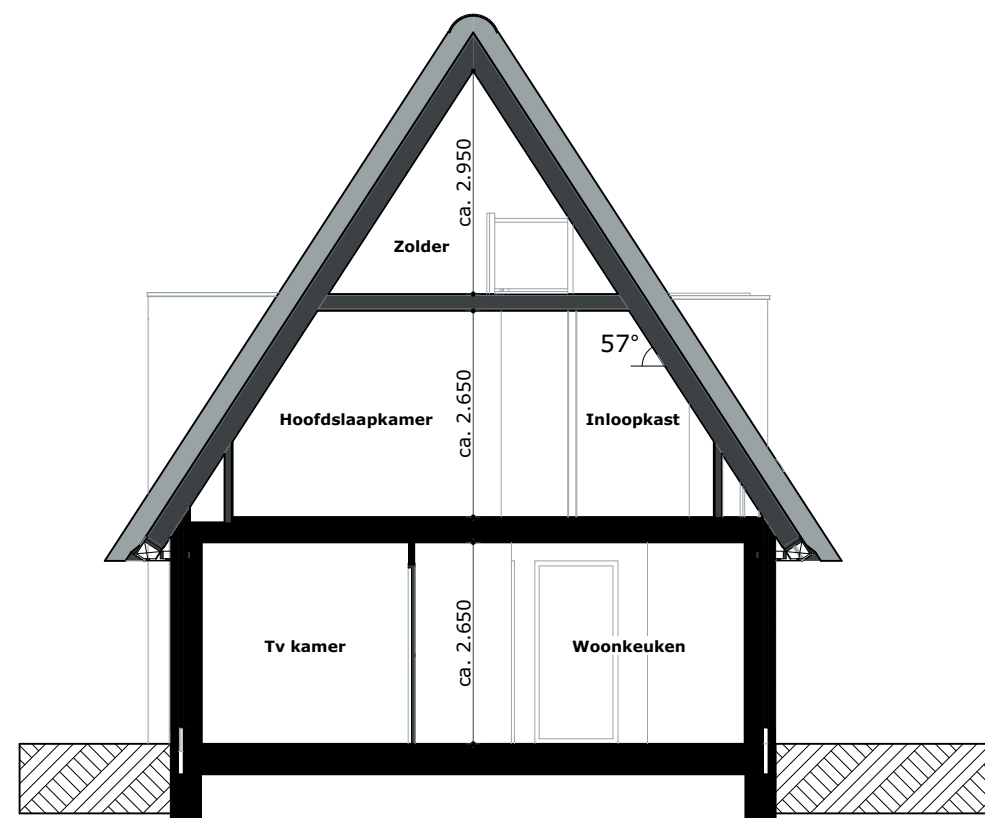 ca. 2.950
Zolder
57°
ca. 2.650
Hoofdslaapkamer
Inloopkast
ca. 2.650
Tv kamer
Woonkeuken